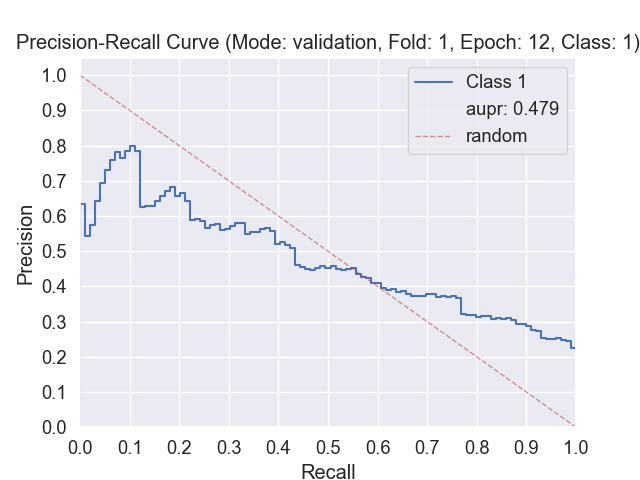 Precision-Recall Curve (Mode: validation, Fold: 1, Epoch: 12, Class: 1)
1.0
0.9
0.8
0.7
0.6
0.5
0.4
0.3
0.2
0.1
0.0
Precision
Class 1
aupr: 0.479
random
0.0 0.1 0.2 0.3 0.4 0.5 0.6 0.7 0.8 0.9 1.0
Recall